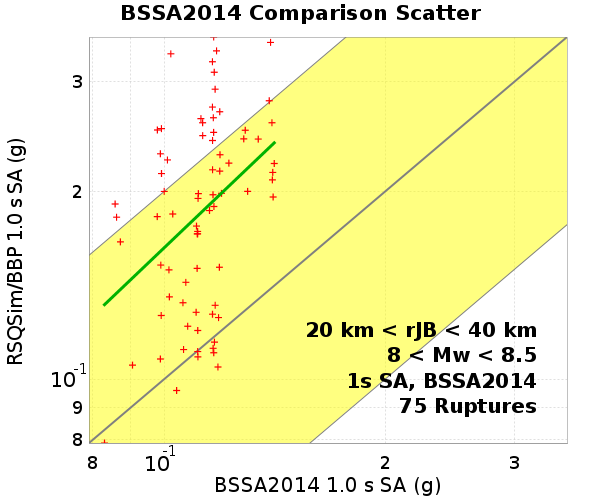 BSSA2014 Comparison Scatter
RSQSim/BBP 1.0 s SA (g)
3
2
10-1
9
8
20 km < rJB < 40 km
8 < Mw < 8.5
1s SA, BSSA2014
75 Ruptures
8
10-1
2
3
BSSA2014 1.0 s SA (g)